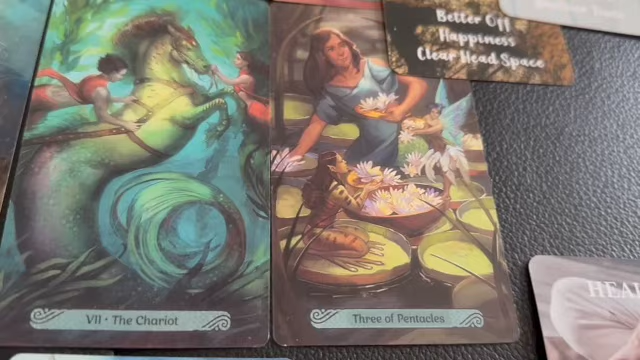 Better Off
Happiness
Clear Head Space
VII • The Chariot
Three of Pentacles